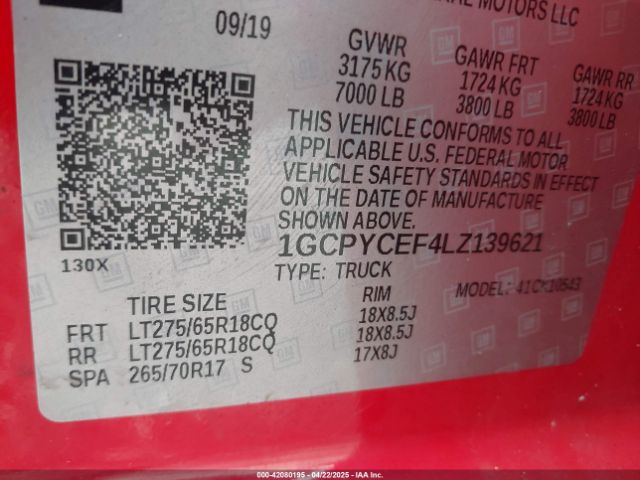 MOTORS LLC
09/19
GVWR GAWR FRT GAWR RR
3175 KG 1724 KG 1724 KG
7000 LB 3800 LB 3800 LB
THIS VEHICLE CONFORMS TO ALL
APPLICABLE U.S. FEDERAL MOTOR
VEHICLE SAFETY STANDARDS IN EFFECT
ON THE DATE OF MANUFACTURE
SHOWN ABOVE.
1GCPYCEF4LZ139621
130X
TYPE: TRUCK MODEL: 41CK10543
TIRE SIZE RIM
FRT LT275/65R18CQ 18X8.5J
RR LT275/65R18CQ 18X8.5J
SPA 265/70R17 S 17X8J
000-42080195 - 04/22/2025 - IAAI.COM